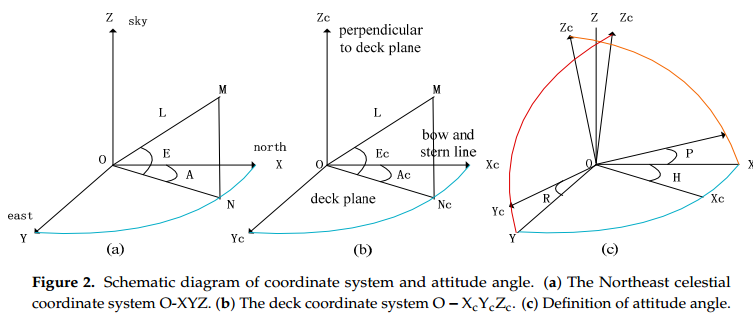 Z
sky
L
M
E
O
A
north
X
N
east
Y
(a)
Zc
perpendicular
to deck plane
M
L
bow and
stern line
Ec
O
Ac
Xc
deck plane
Nc
Yc
(b)
Z
Zc
Zc
O
P
X
H
R
Xc
Yc
Y
(c)
Figure 2. Schematic diagram of coordinate system and attitude angle. (a) The Northeast celestial
coordinate system O-XYZ. (b) The deck coordinate system O − XcYcZc. (c) Definition of attitude angle.